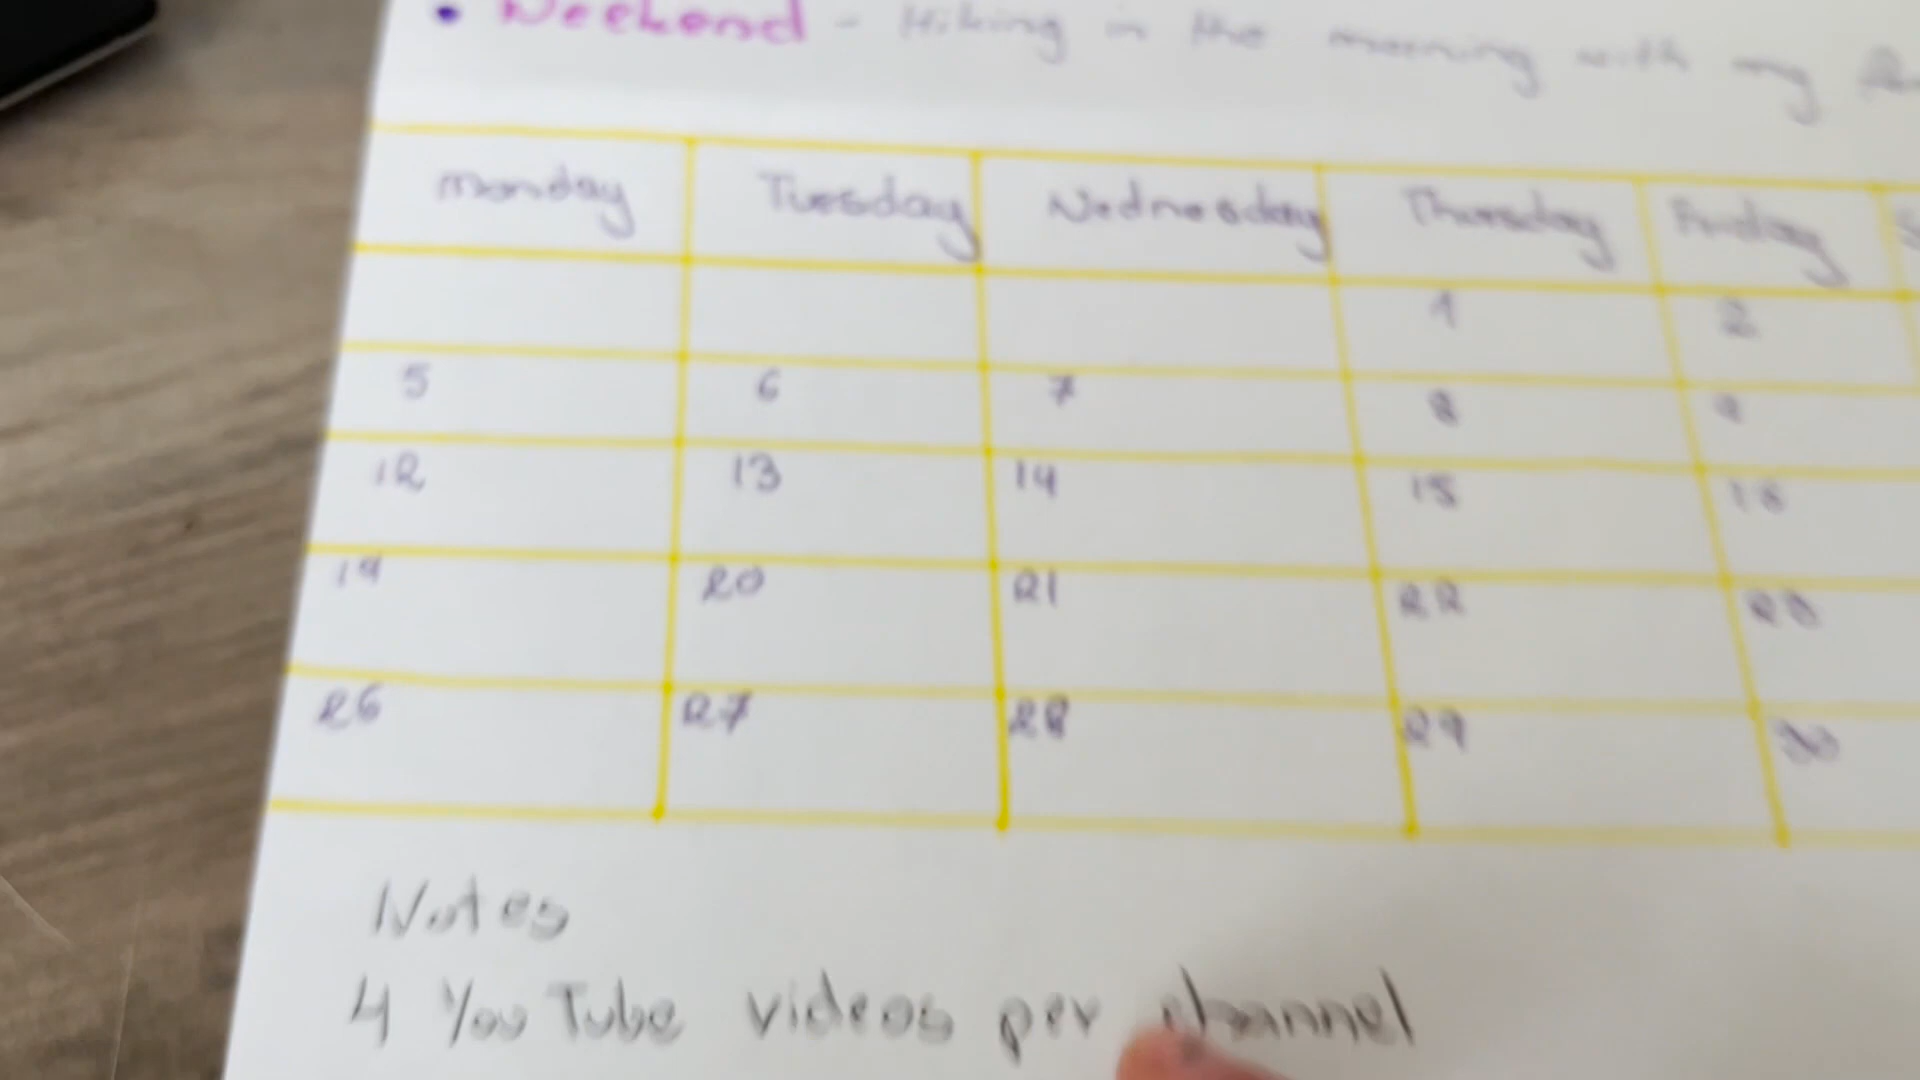 • Weekend - Hiking in the morning with my
monday Tuesday Wednesday Thursday Friday
1 2
5 6 7 8 9
12 13 14 15 16
19 20 21 22 23
26 27 28 29 30
Notes
4 YouTube videos per channel